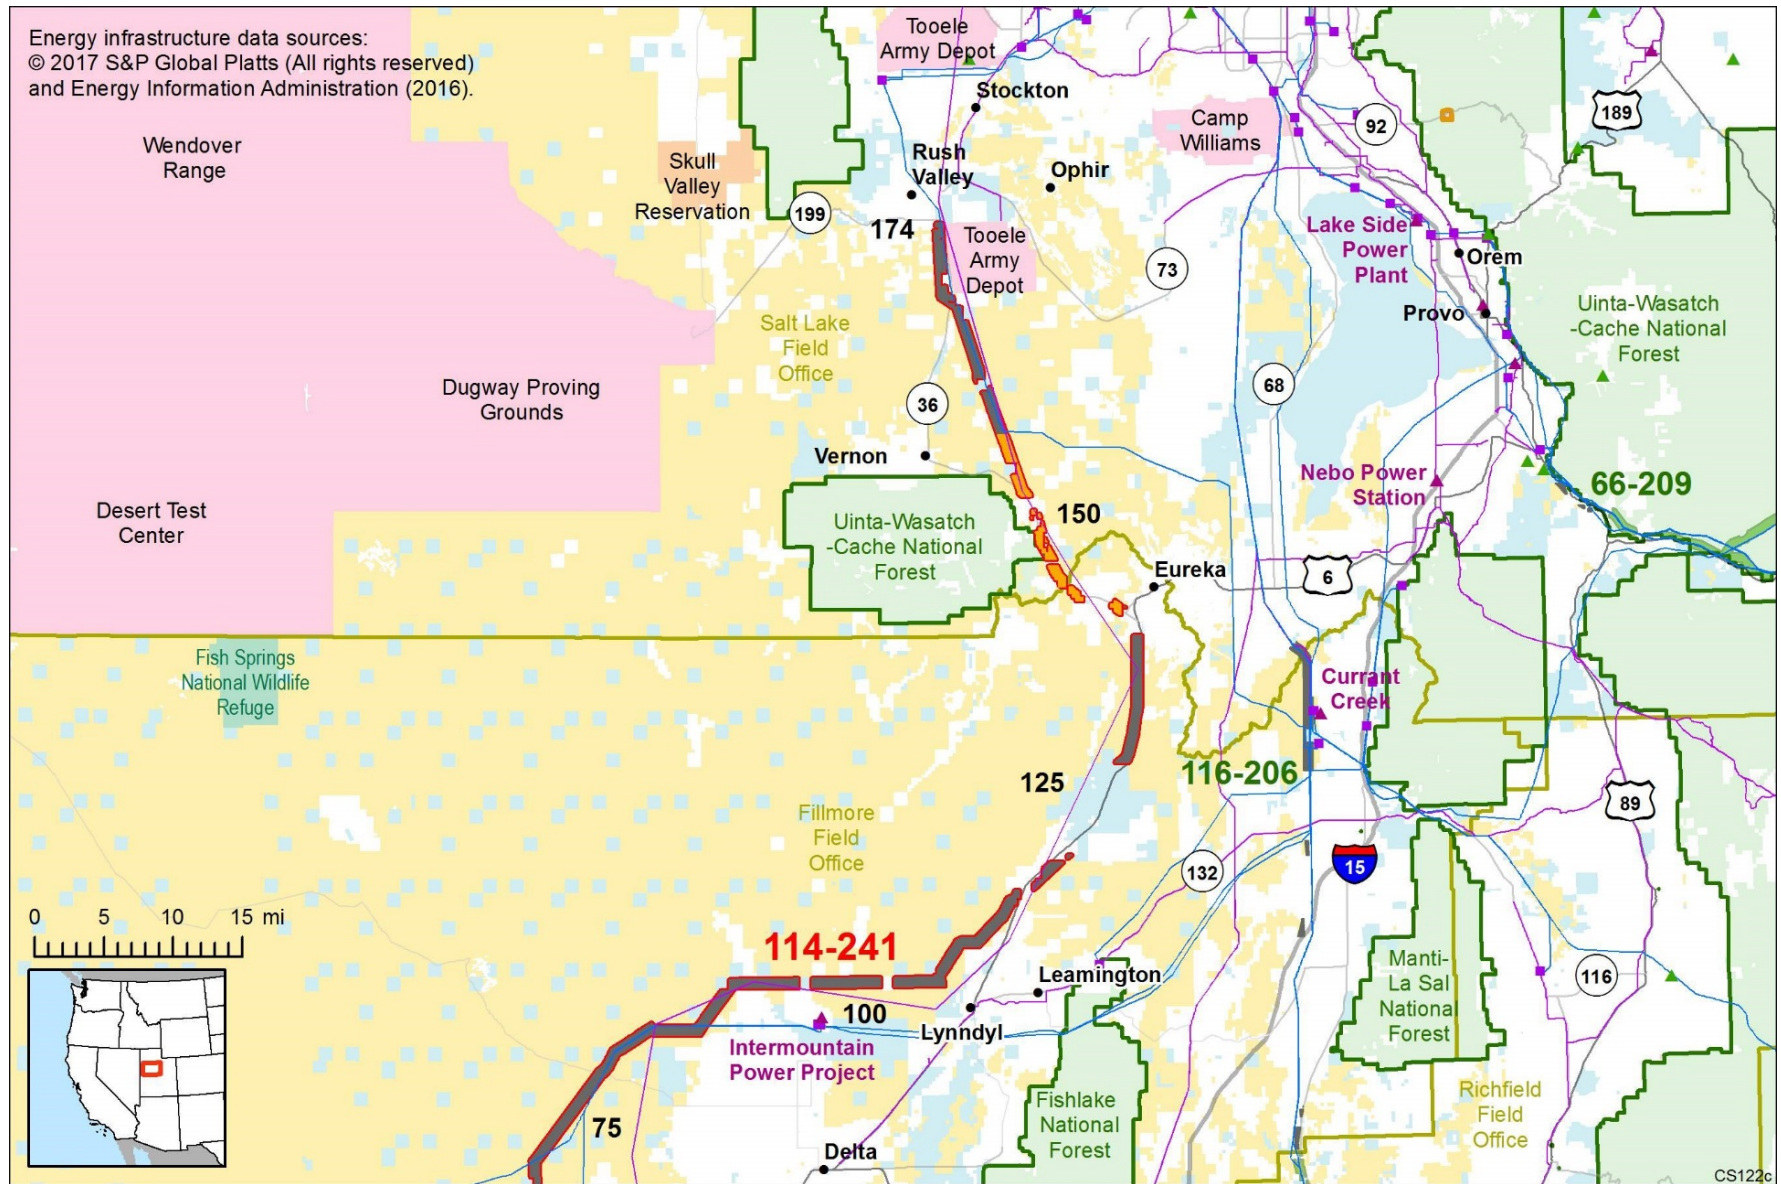 Energy infrastructure data sources:
© 2017 S&P Global Platts (All rights reserved)
and Energy Information Administration (2016).
Tooele
Army Depot
Stockton
Wendover
Range
Skull
Valley
Reservation
Rush
Valley
Ophir
Camp
Williams
92
189
199
174
Tooele
Army
Depot
73
Lake Side
Power
Plant
Orem
Provo
Uinta-Wasatch
-Cache National
Forest
Salt Lake
Field
Office
Dugway Proving
Grounds
36
68
Vernon
Nebo Power
Station
66-209
Desert Test
Center
Uinta-Wasatch
-Cache National
Forest
150
Eureka
6
Fish Springs
National Wildlife
Refuge
Currant
Creek
125
116-206
89
Fillmore
Field
Office
132
15
0 5 10 15 mi
114-241
Leamington
Manti-
La Sal
National
Forest
116
100
Lynndyl
Intermountain
Power Project
75
Fishlake
National
Forest
Richfield
Field
Office
Delta
CS122c